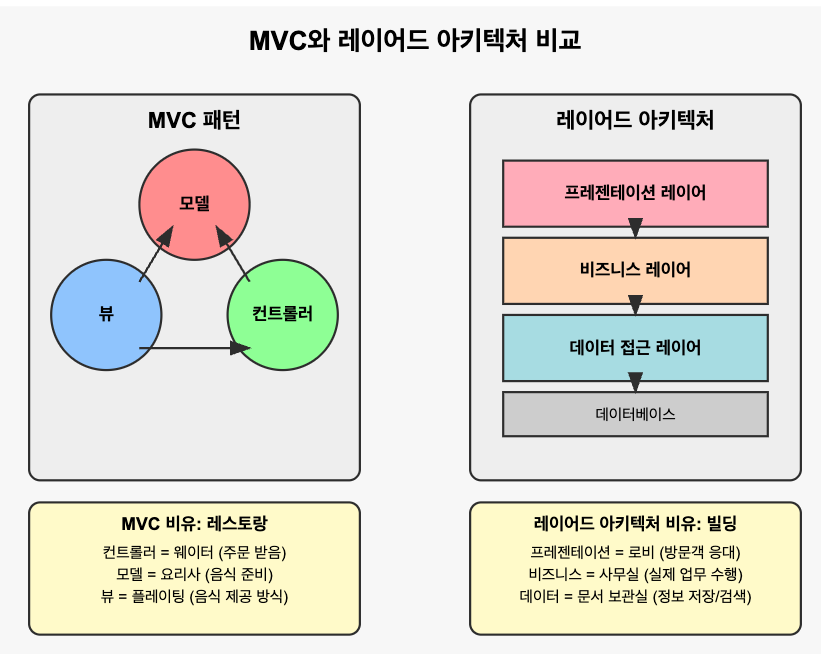 MVC와 레이어드 아키텍처 비교
MVC 패턴
모델
뷰
컨트롤러
MVC 비유: 레스토랑
컨트롤러 = 웨이터 (주문 받음)
모델 = 요리사 (음식 준비)
뷰 = 플레이팅 (음식 제공 방식)
레이어드 아키텍처
프레젠테이션 레이어
비즈니스 레이어
데이터 접근 레이어
데이터베이스
레이어드 아키텍처 비유: 빌딩
프레젠테이션 = 로비 (방문객 응대)
비즈니스 = 사무실 (실제 업무 수행)
데이터 = 문서 보관실 (정보 저장/검색)